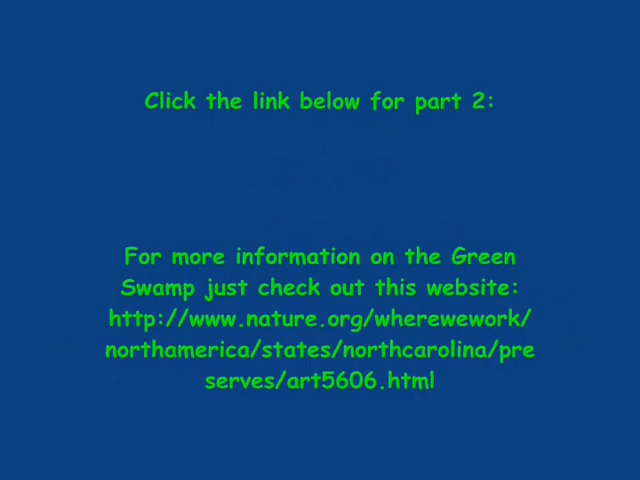 Click the link below for part 2:
For more information on the Green
Swamp just check out this website:
http://www.nature.org/wherewework/
northamerica/states/northcarolina/pre
serves/art5606.html